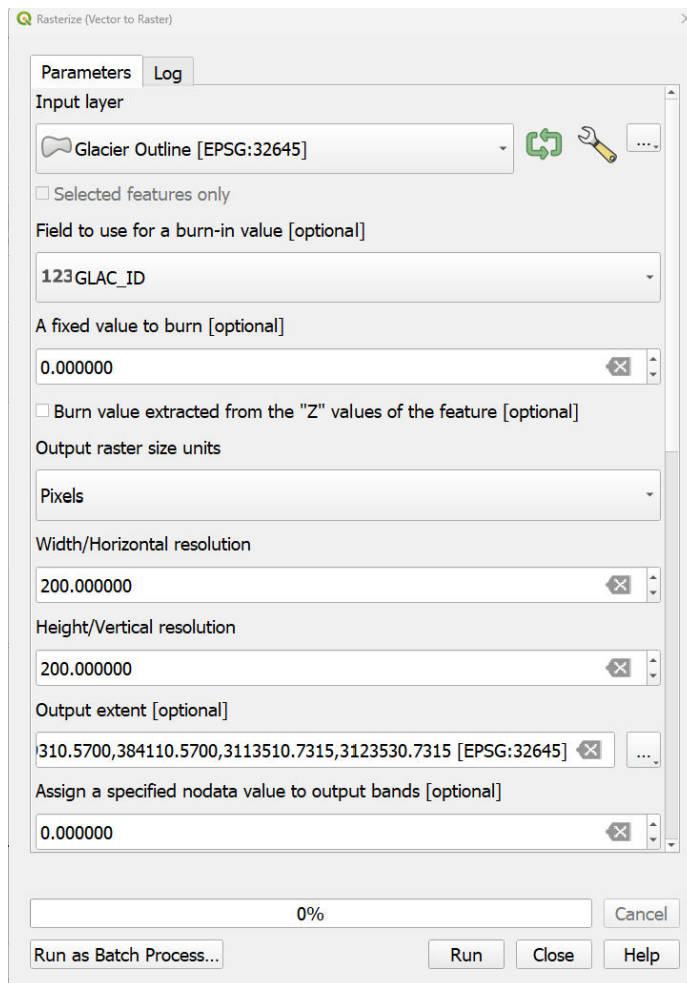 Rasterize (Vector to Raster)
Parameters Log
Input layer
Glacier Outline [EPSG:32645]
...
Selected features only
Field to use for a burn-in value [optional]
123 GLAC_ID
A fixed value to burn [optional]
0.000000
Burn value extracted from the "Z" values of the feature [optional]
Output raster size units
Pixels
Width/Horizontal resolution
200.000000
Height/Vertical resolution
200.000000
Output extent [optional]
310.5700,384110.5700,3113510.7315,3123530.7315 [EPSG:32645]
...
Assign a specified nodata value to output bands [optional]
0.000000
0%
Cancel
Run as Batch Process...
Run
Close
Help